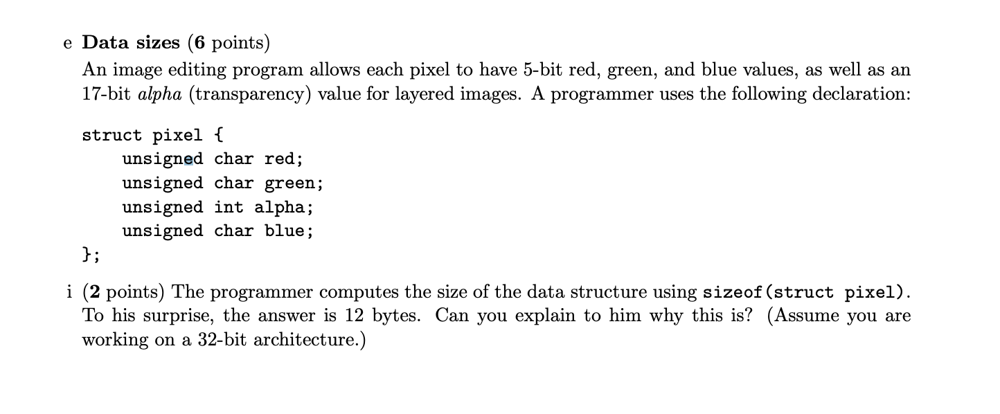 e Data sizes (6 points)
An image editing program allows each pixel to have 5-bit red, green, and blue values, as well as an
17-bit alpha (transparency) value for layered images. A programmer uses the following declaration:
struct pixel {
    unsigned char red;
    unsigned char green;
    unsigned int alpha;
    unsigned char blue;
};
i (2 points) The programmer computes the size of the data structure using sizeof(struct pixel).
To his surprise, the answer is 12 bytes. Can you explain to him why this is? (Assume you are
working on a 32-bit architecture.)